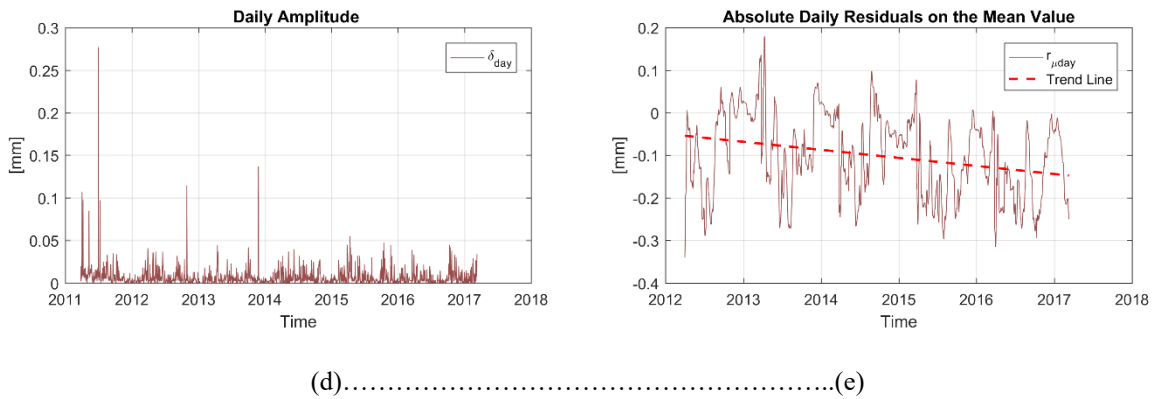 Daily Amplitude
0.3
0.25
0.2
0.15
0.1
0.05
0
[mm]
δday
2011 2012 2013 2014 2015 2016 2017 2018
Time
Absolute Daily Residuals on the Mean Value
0.2
0.1
0
-0.1
-0.2
-0.3
-0.4
[mm]
rμday
Trend Line
2012 2013 2014 2015 2016 2017 2018
Time
(d)…………………………………………………..(e)